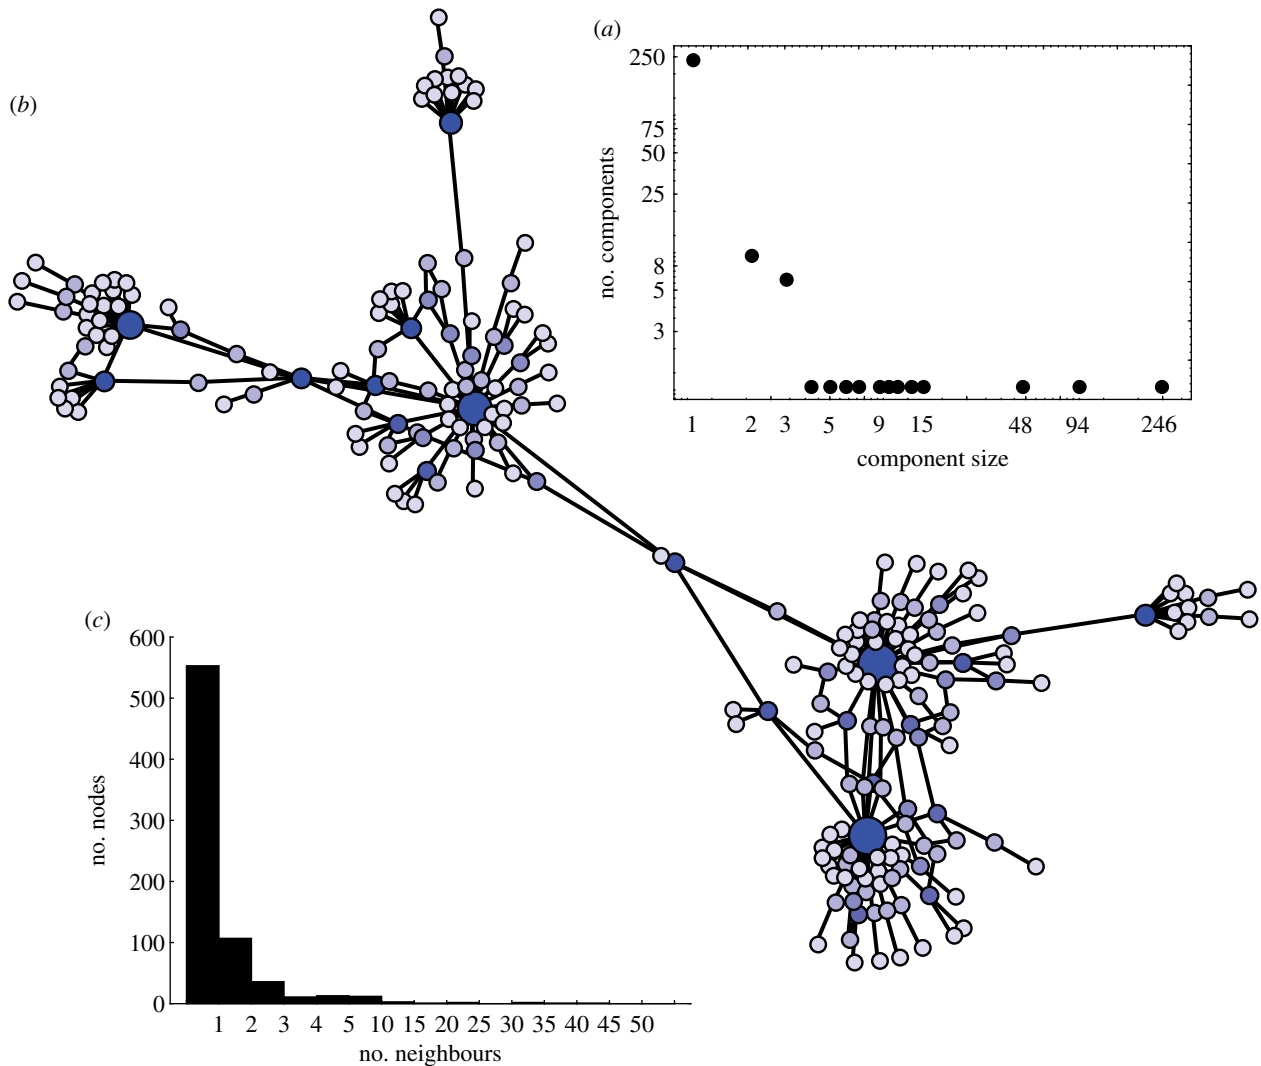 (a)
250
75
50
25
8
5
3
no. components
1 2 3 5 9 15 48 94 246
component size
(b)
(c)
600
500
400
300
200
100
0
no. nodes
1 2 3 4 5 10 15 20 25 30 35 40 45 50
no. neighbours